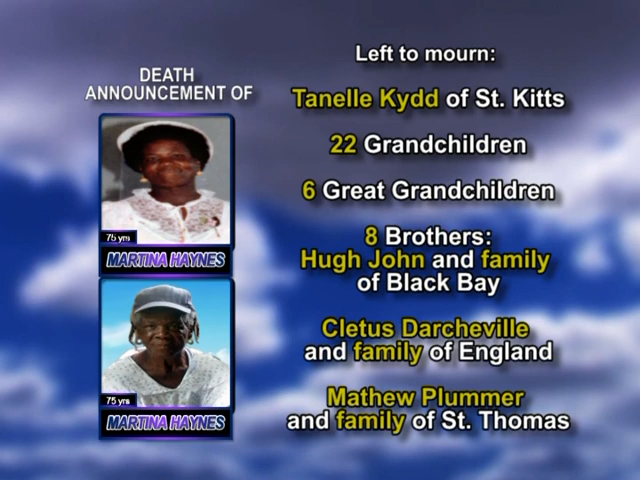 DEATH
ANNOUNCEMENT OF
75 yrs
MARTINA HAYNES
75 yrs
MARTINA HAYNES
Left to mourn:
Tanelle Kydd of St. Kitts
22 Grandchildren
6 Great Grandchildren
8 Brothers:
Hugh John and family
of Black Bay
Cletus Darcheville
and family of England
Mathew Plummer
and family of St. Thomas